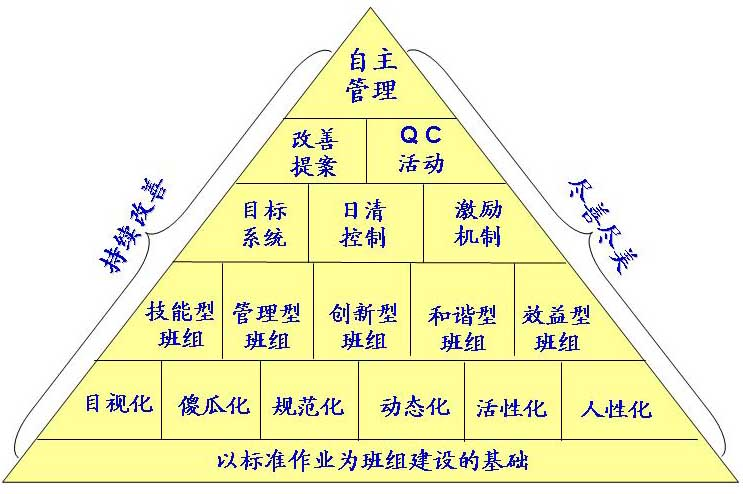 自主
管理
改善
提案
QC
活动
目标
系统
日清
控制
激励
机制
技能型
班组
管理型
班组
创新型
班组
和谐型
班组
效益型
班组
目视化
傻瓜化
规范化
动态化
活性化
人性化
以标准作业为班组建设的基础
持续改善
尽善尽美